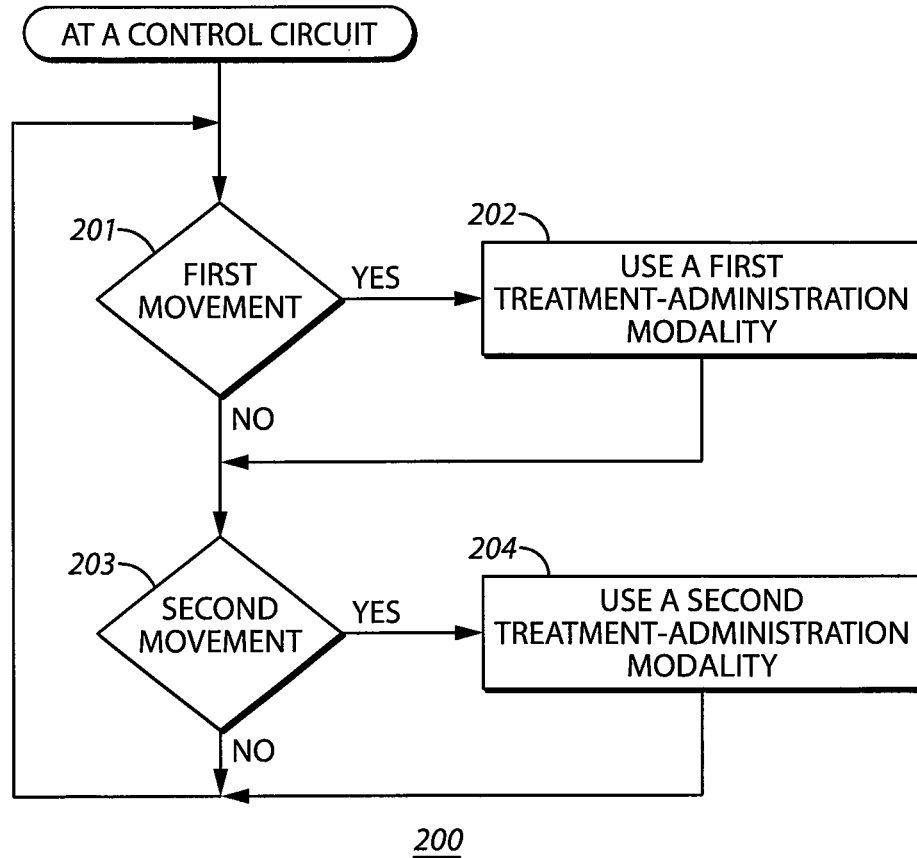 AT A CONTROL CIRCUIT
201
FIRST
MOVEMENT
YES
NO
202
USE A FIRST
TREATMENT-ADMINISTRATION
MODALITY
203
SECOND
MOVEMENT
YES
NO
204
USE A SECOND
TREATMENT-ADMINISTRATION
MODALITY
200